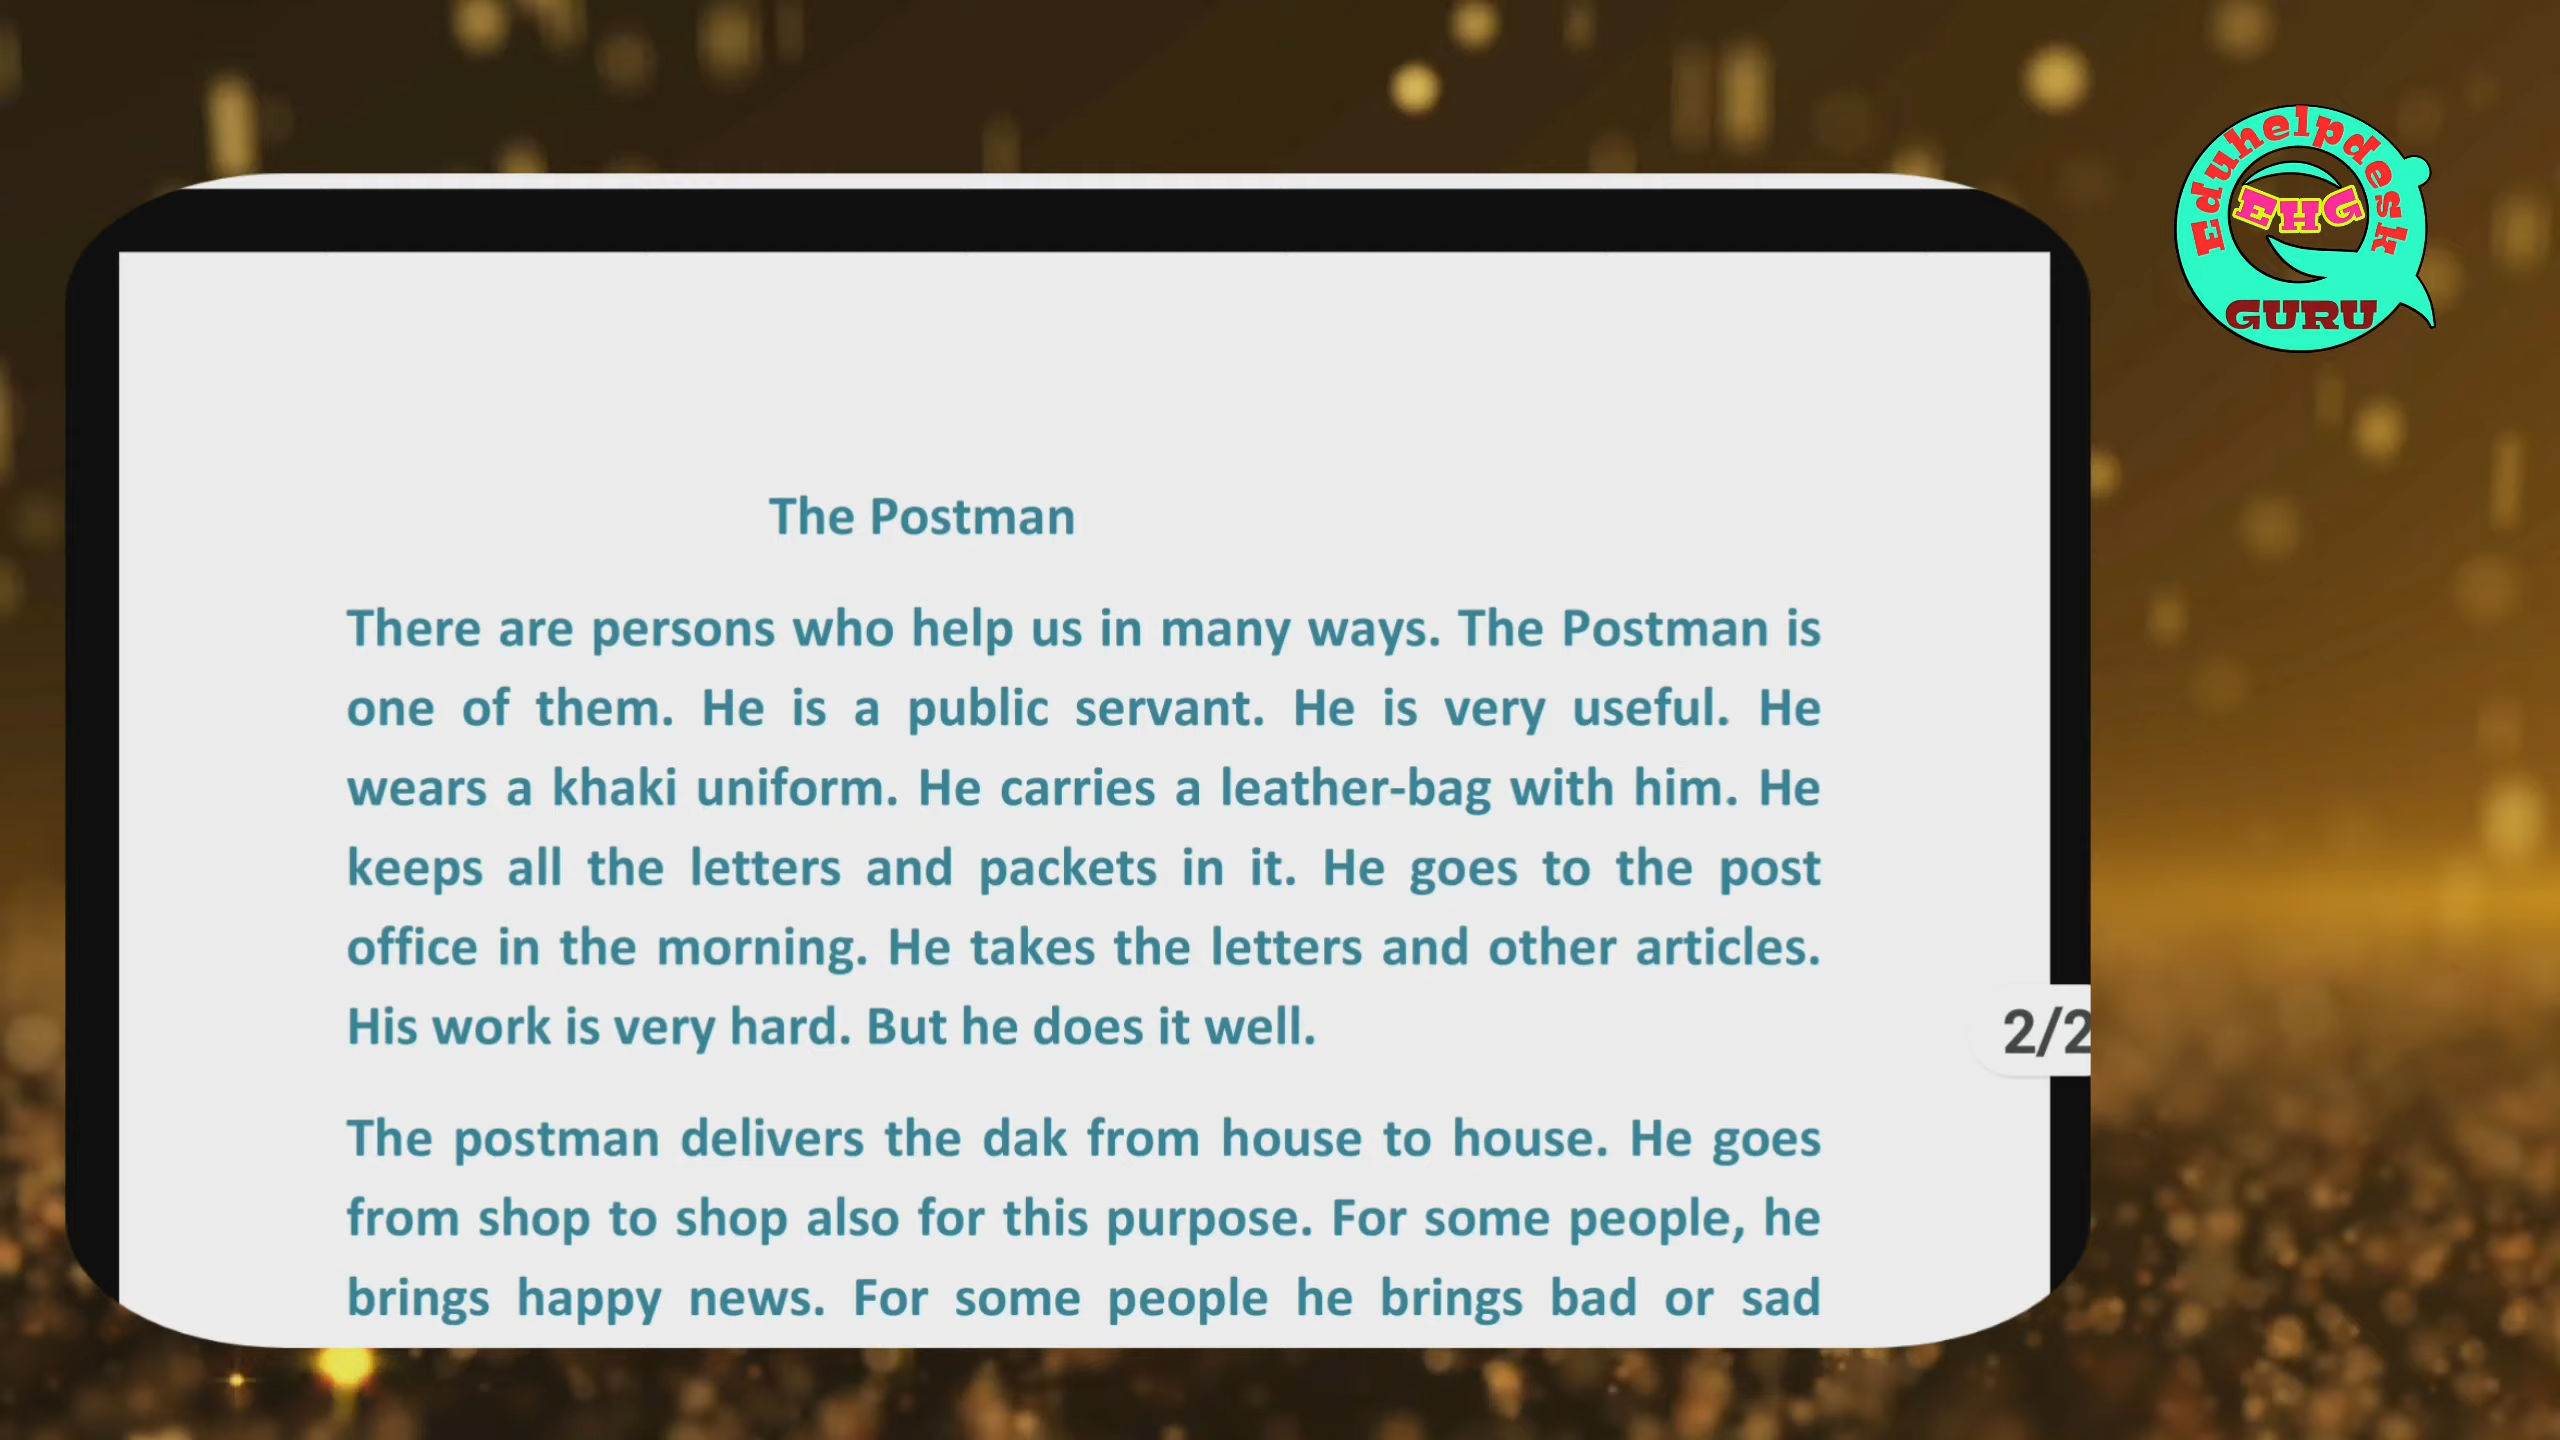 Eduhelpdesk
EHG
GURU
The Postman
There are persons who help us in many ways. The Postman is
one of them. He is a public servant. He is very useful. He
wears a khaki uniform. He carries a leather-bag with him. He
keeps all the letters and packets in it. He goes to the post
office in the morning. He takes the letters and other articles.
His work is very hard. But he does it well.
2/2
The postman delivers the dak from house to house. He goes
from shop to shop also for this purpose. For some people, he
brings happy news. For some people he brings bad or sad